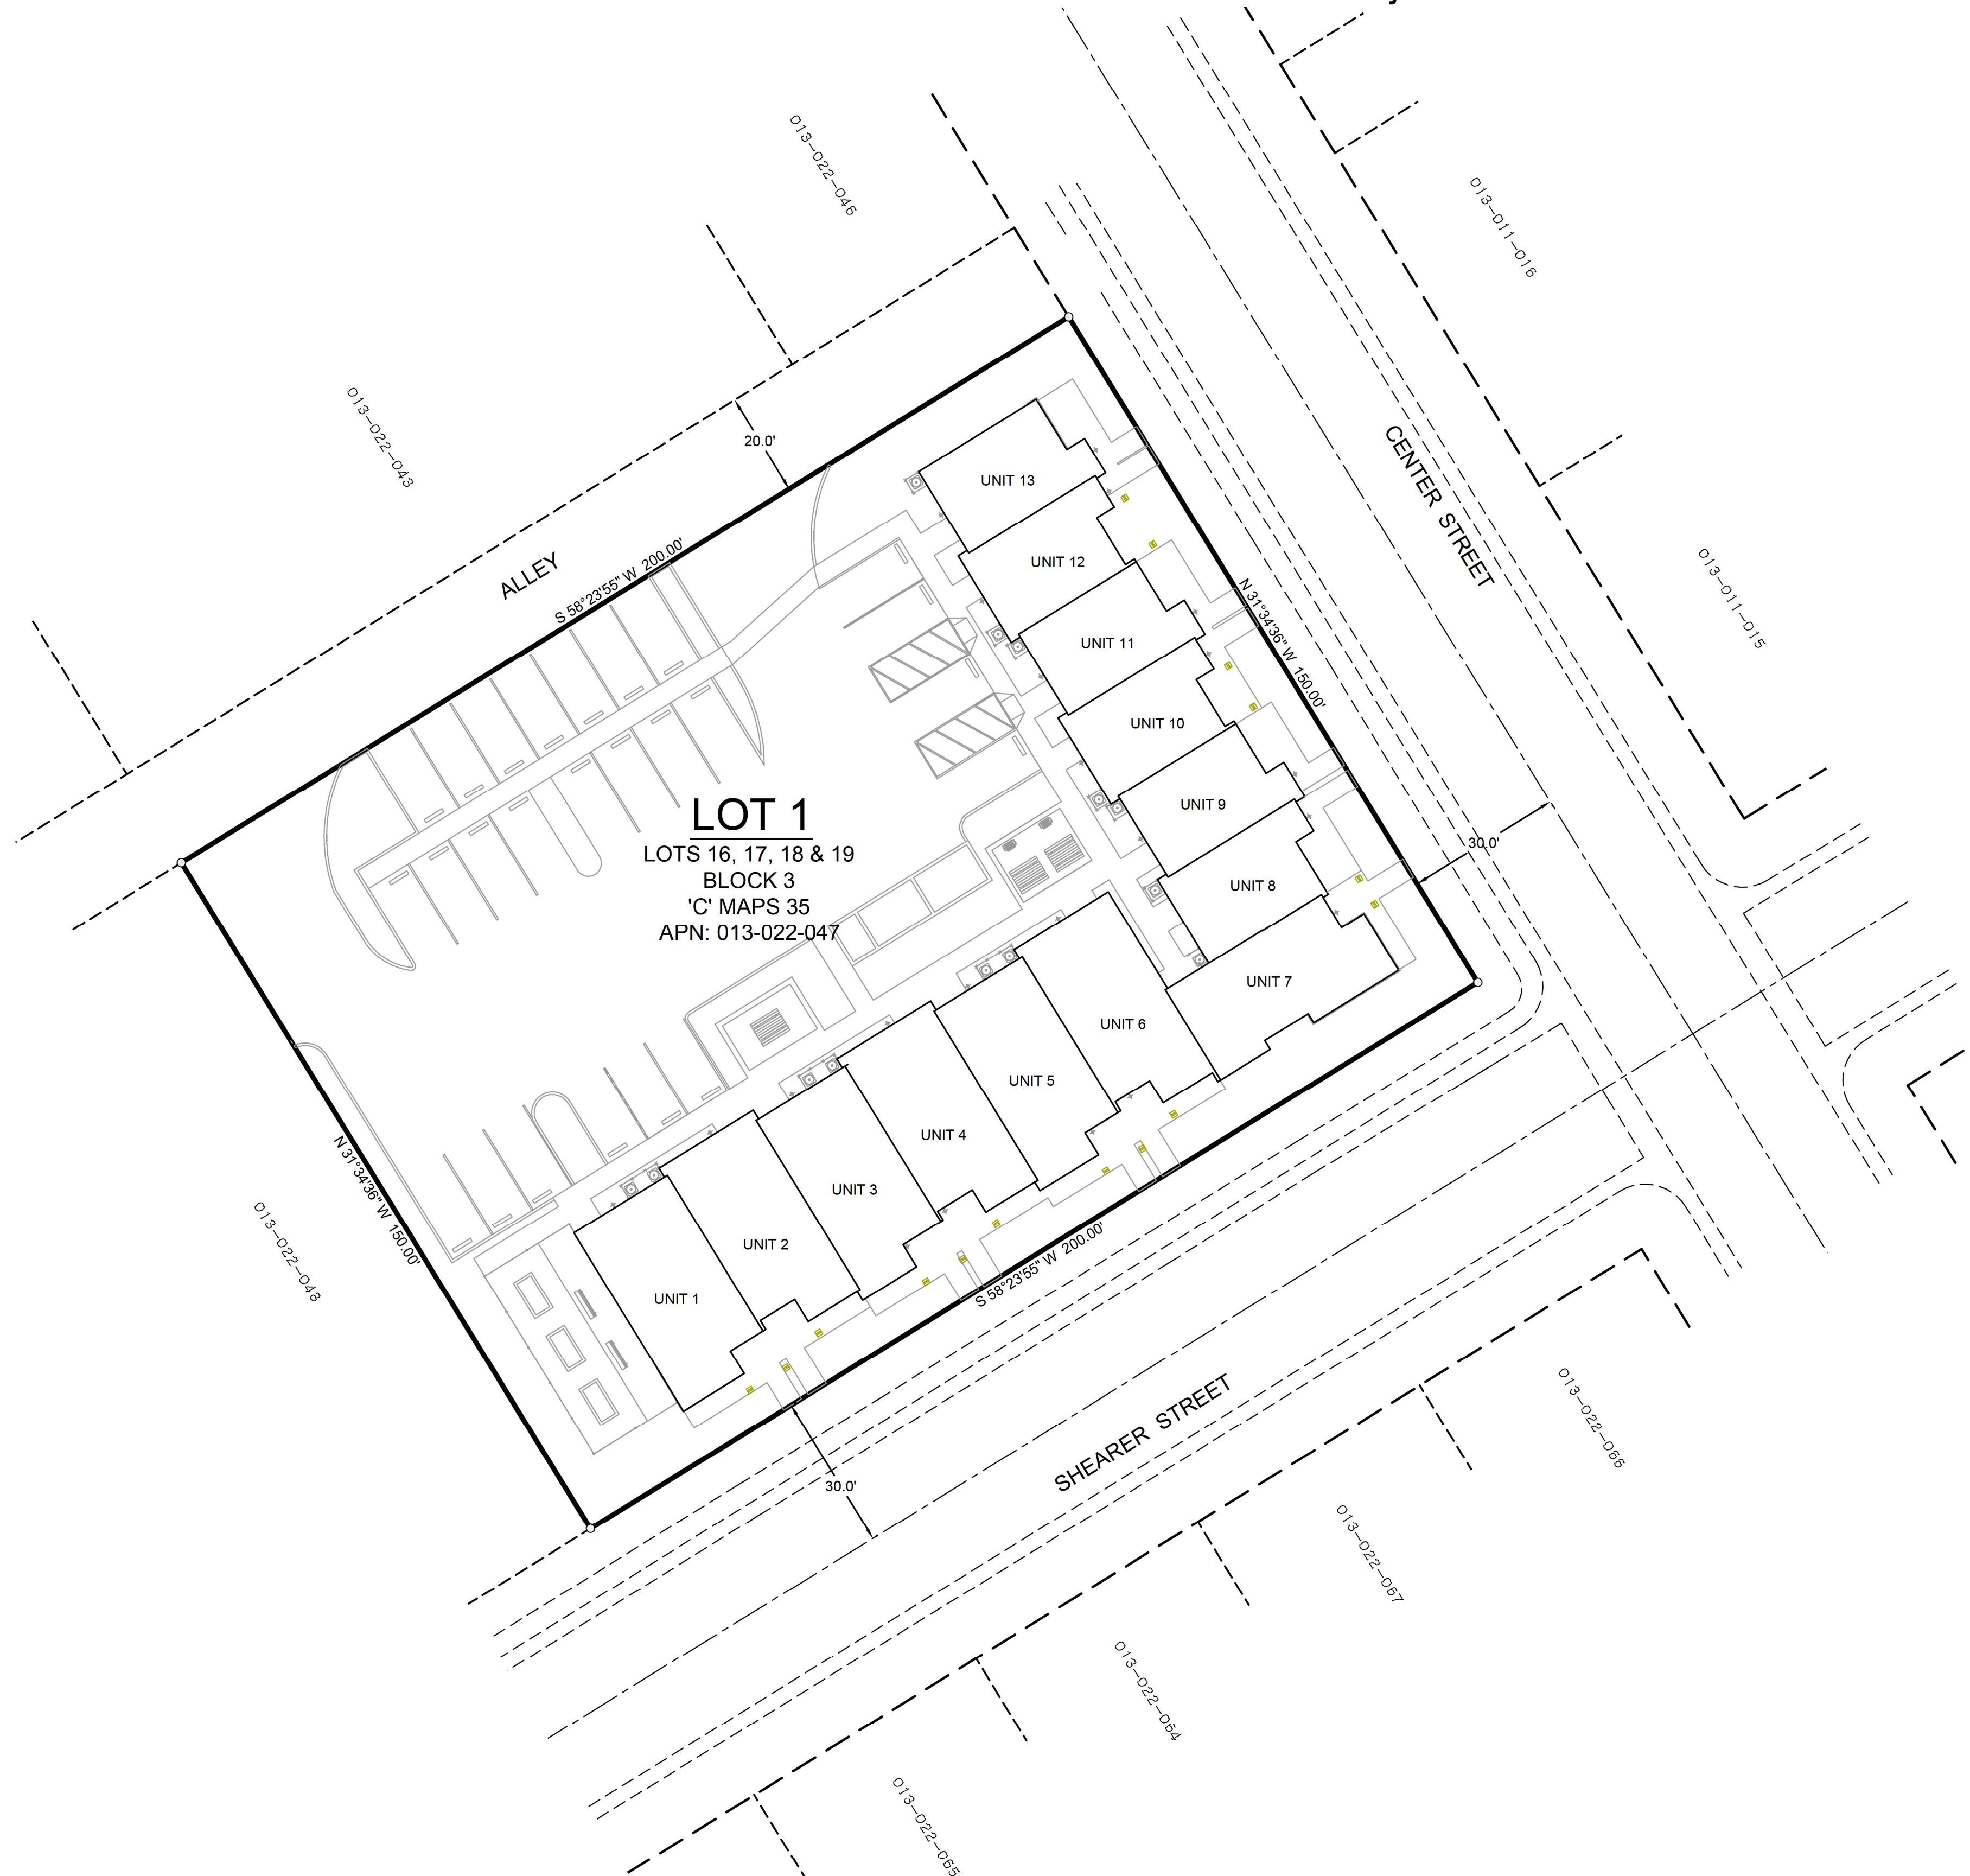 013-022-046
013-011-016
013-022-043
20.0'
CENTER STREET
UNIT 13
ALLEY
S 58°23'55" W 200.00'
UNIT 12
013-011-015
N 31°34'36" W 150.00'
UNIT 11
UNIT 10
LOT 1
LOTS 16, 17, 18 & 19
BLOCK 3
'C' MAPS 35
APN: 013-022-047
UNIT 9
30.0'
UNIT 8
UNIT 7
UNIT 6
UNIT 5
UNIT 4
UNIT 3
UNIT 2
UNIT 1
N 31°34'36" W 150.00'
013-022-048
S 58°23'55" W 200.00'
30.0'
SHEARER STREET
013-022-066
013-022-067
013-022-064
013-022-065